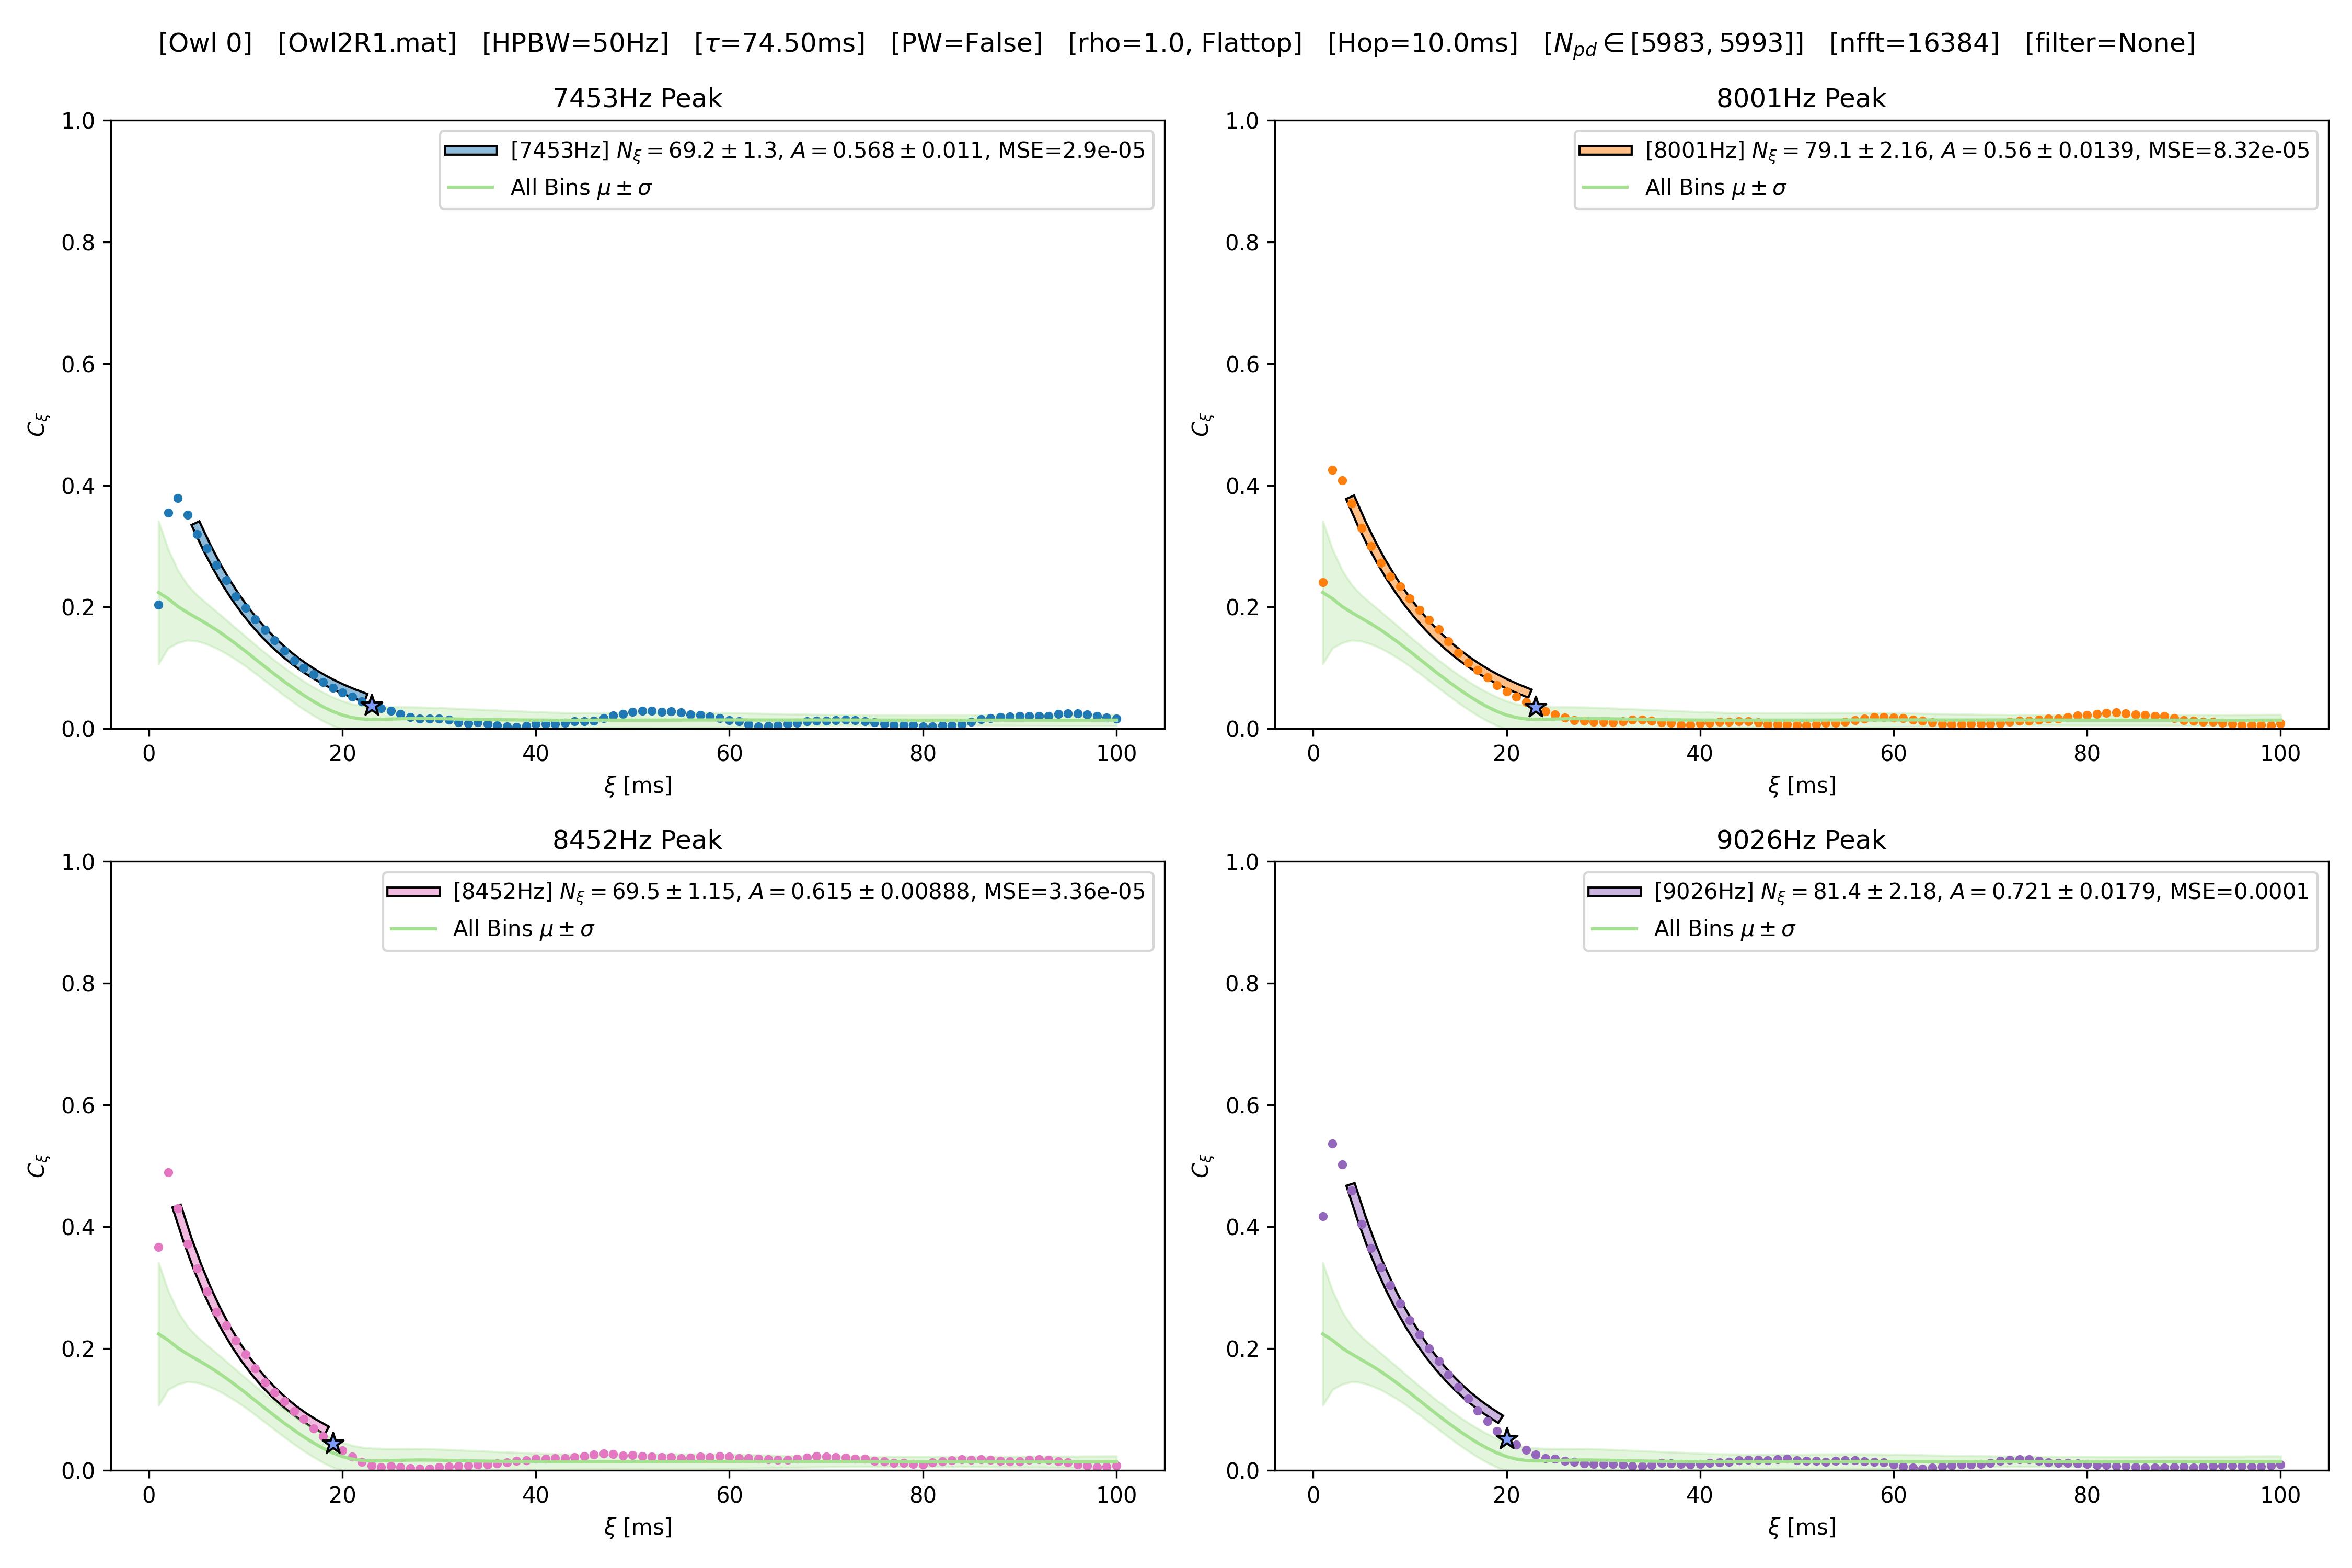 [Owl 0] [Owl2R1.mat] [HPBW=50Hz] [τ=74.50ms] [PW=False] [rho=1.0, Flattop] [Hop=10.0ms] [N_pd ∈ [5983, 5993]] [nfft=16384] [filter=None]
7453Hz Peak
[7453Hz] N_ξ = 69.2 ± 1.3, A = 0.568 ± 0.011, MSE=2.9e-05
All Bins μ ± σ
1.0
0.8
0.6
0.4
0.2
0.0
C_ξ
0 20 40 60 80 100
ξ [ms]
8001Hz Peak
[8001Hz] N_ξ = 79.1 ± 2.16, A = 0.56 ± 0.0139, MSE=8.32e-05
All Bins μ ± σ
1.0
0.8
0.6
0.4
0.2
0.0
C_ξ
0 20 40 60 80 100
ξ [ms]
8452Hz Peak
[8452Hz] N_ξ = 69.5 ± 1.15, A = 0.615 ± 0.00888, MSE=3.36e-05
All Bins μ ± σ
1.0
0.8
0.6
0.4
0.2
0.0
C_ξ
0 20 40 60 80 100
ξ [ms]
9026Hz Peak
[9026Hz] N_ξ = 81.4 ± 2.18, A = 0.721 ± 0.0179, MSE=0.0001
All Bins μ ± σ
1.0
0.8
0.6
0.4
0.2
0.0
C_ξ
0 20 40 60 80 100
ξ [ms]